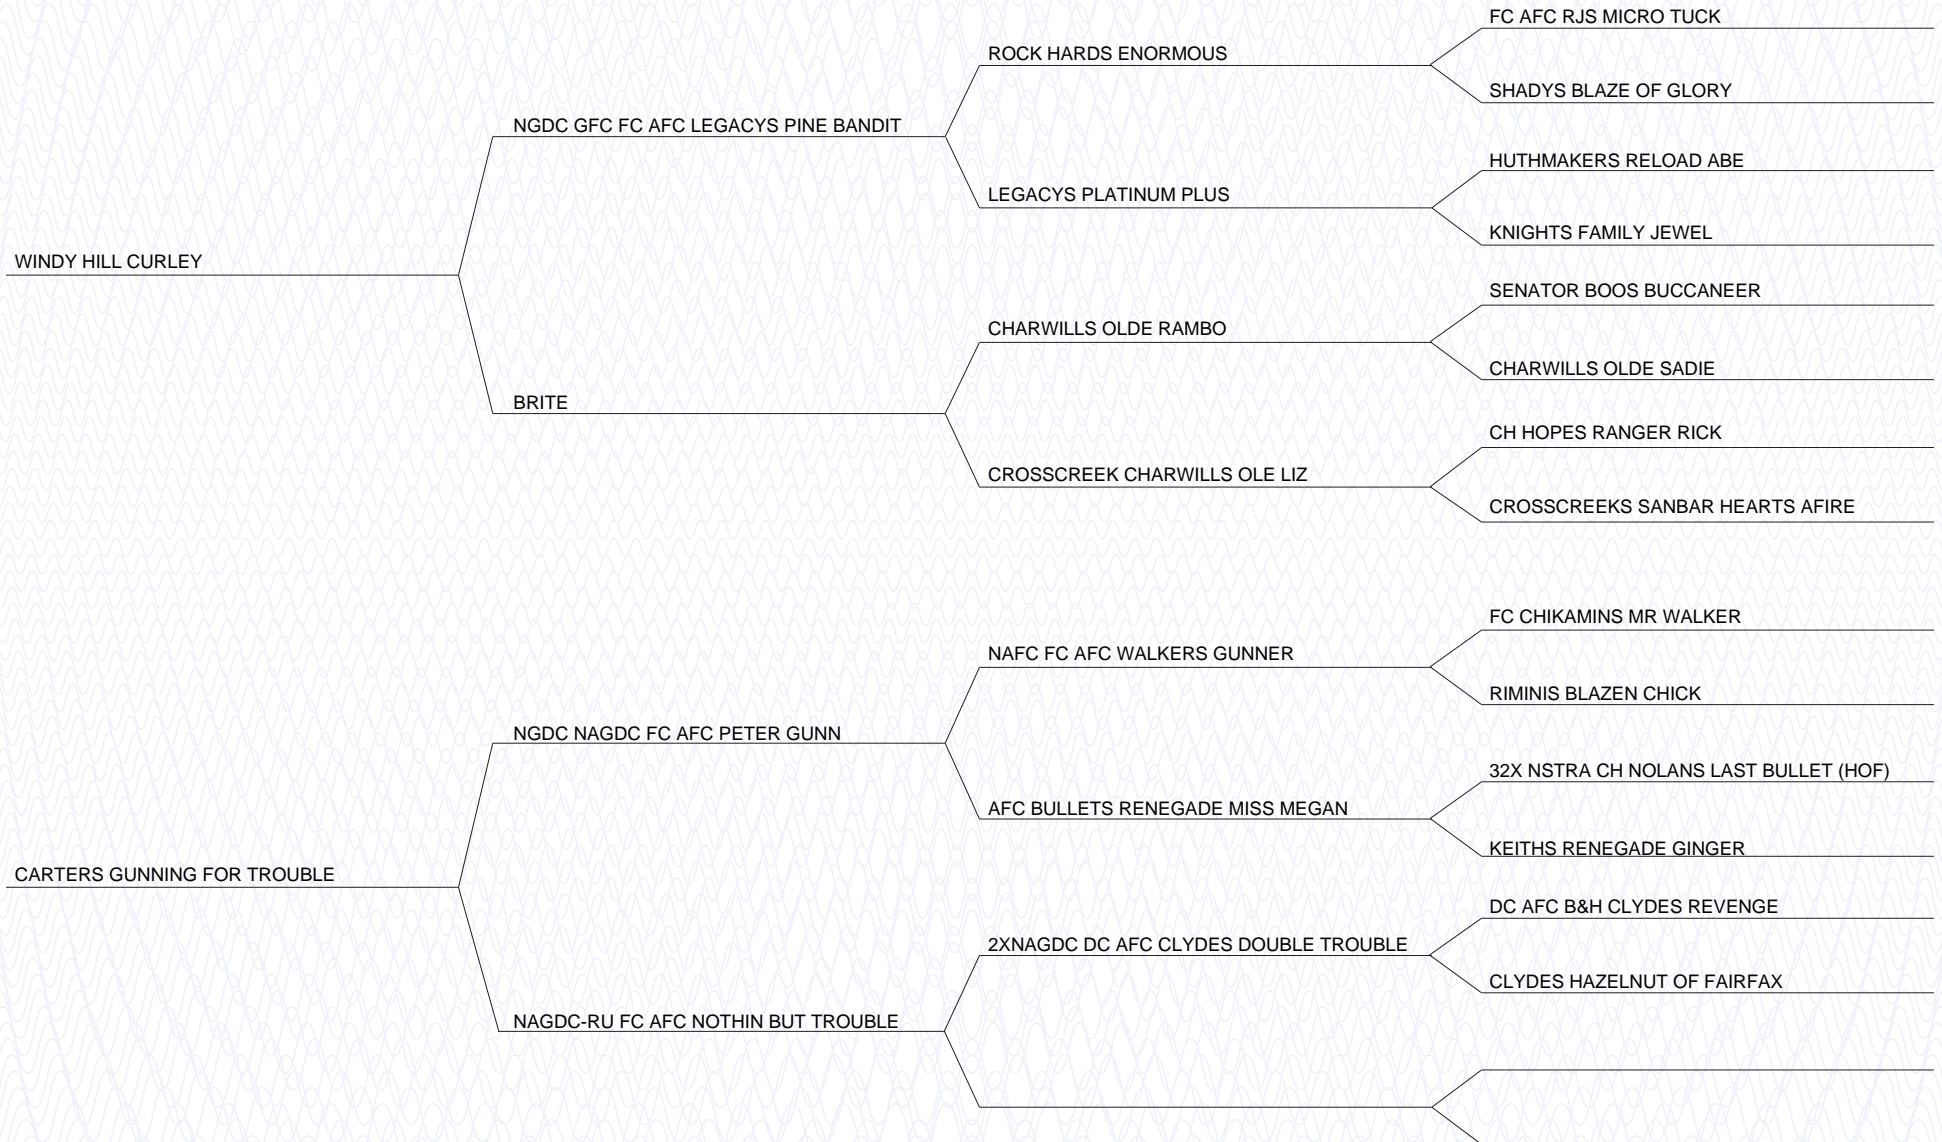 FC AFC RJS MICRO TUCK
ROCK HARDS ENORMOUS
SHADYS BLAZE OF GLORY
NGDC GFC FC AFC LEGACYS PINE BANDIT
HUTHMAKERS RELOAD ABE
LEGACYS PLATINUM PLUS
KNIGHTS FAMILY JEWEL
WINDY HILL CURLEY
SENATOR BOOS BUCCANEER
CHARWILLS OLDE RAMBO
CHARWILLS OLDE SADIE
BRITE
CH HOPES RANGER RICK
CROSSCREEK CHARWILLS OLE LIZ
CROSSCREEKS SANBAR HEARTS AFIRE
FC CHIKAMINS MR WALKER
NAFC FC AFC WALKERS GUNNER
RIMINIS BLAZEN CHICK
NGDC NAGDC FC AFC PETER GUNN
32X NSTRA CH NOLANS LAST BULLET (HOF)
AFC BULLETS RENEGADE MISS MEGAN
KEITHS RENEGADE GINGER
CARTERS GUNNING FOR TROUBLE
DC AFC B&H CLYDES REVENGE
2XNAGDC DC AFC CLYDES DOUBLE TROUBLE
CLYDES HAZELNUT OF FAIRFAX
NAGDC-RU FC AFC NOTHIN BUT TROUBLE